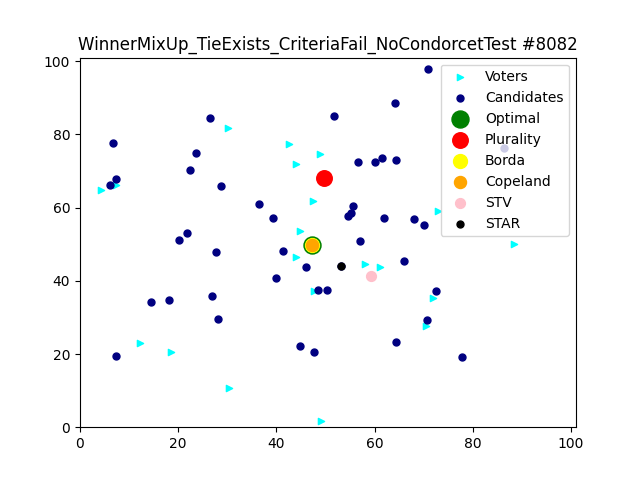 WinnerMixUp_TieExists_CriteriaFail_NoCondorcetTest #8082
100
80
60
40
20
0
0
20
40
60
80
100
Voters
Candidates
Optimal
Plurality
Borda
Copeland
STV
STAR